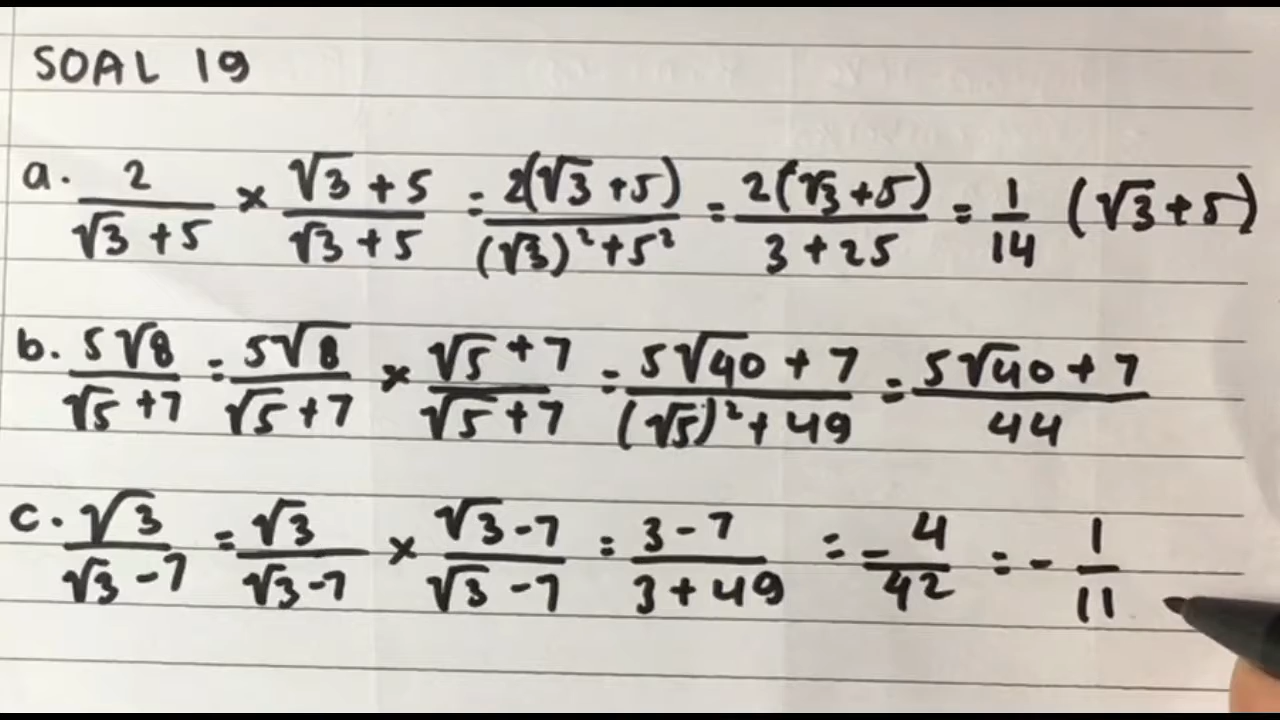 SOAL 19
a. 2/(√3 + 5) × (√3 + 5)/(√3 + 5) = 2(√3 + 5)/((√3)² + 5²) = 2(√3 + 5)/(3 + 25) = 1/14 (√3 + 5)
b. 5√8/(√5 + 7) = 5√8/(√5 + 7) × (√5 + 7)/(√5 + 7) = (5√40 + 7)/((√5)² + 49) = (5√40 + 7)/44
c. √3/(√3 - 7) = √3/(√3 - 7) × (√3 - 7)/(√3 - 7) = (3 - 7)/(3 + 49) = - 4/42 = - 1/11